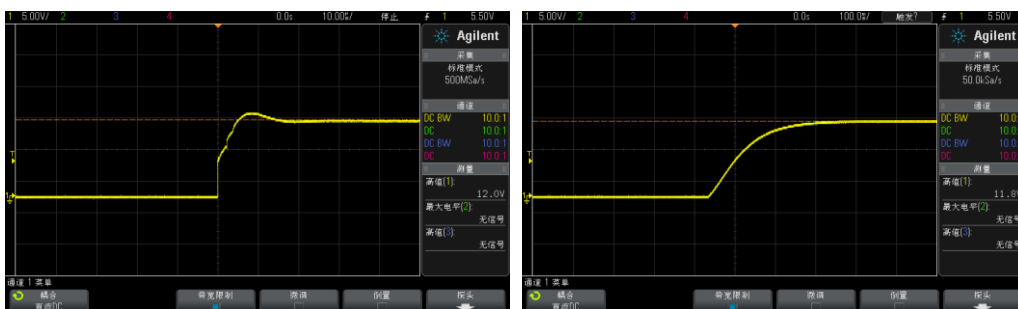 1 5.00V/ 2 3 4 0.0s 10.00%/ 停止 1 5.50V
Agilent
采集
标准模式
500MSa/s
通道
DC BW 10.0:1
DC 10.0:1
DC BW 10.0:1
DC 10.0:1
测量
高值(1):
12.0V
最大电平(2):
无信号
高值(3):
无信号
T
1
通道 1 菜单
耦合
直流DC
带宽限制
微调
倒置
探头
1 5.00V/ 2 3 4 0.0s 100.0%/ 触发? 1 5.50V
Agilent
采集
标准模式
50.0kSa/s
通道
DC BW 10.0
DC 10.0
DC BW 10.0
DC 10.0
测量
高值(1):
11.8
最大电平(2):
无信号
高值(3):
无信号
T
1
通道 1 菜单
耦合
直流DC
带宽限制
微调
倒置
探头